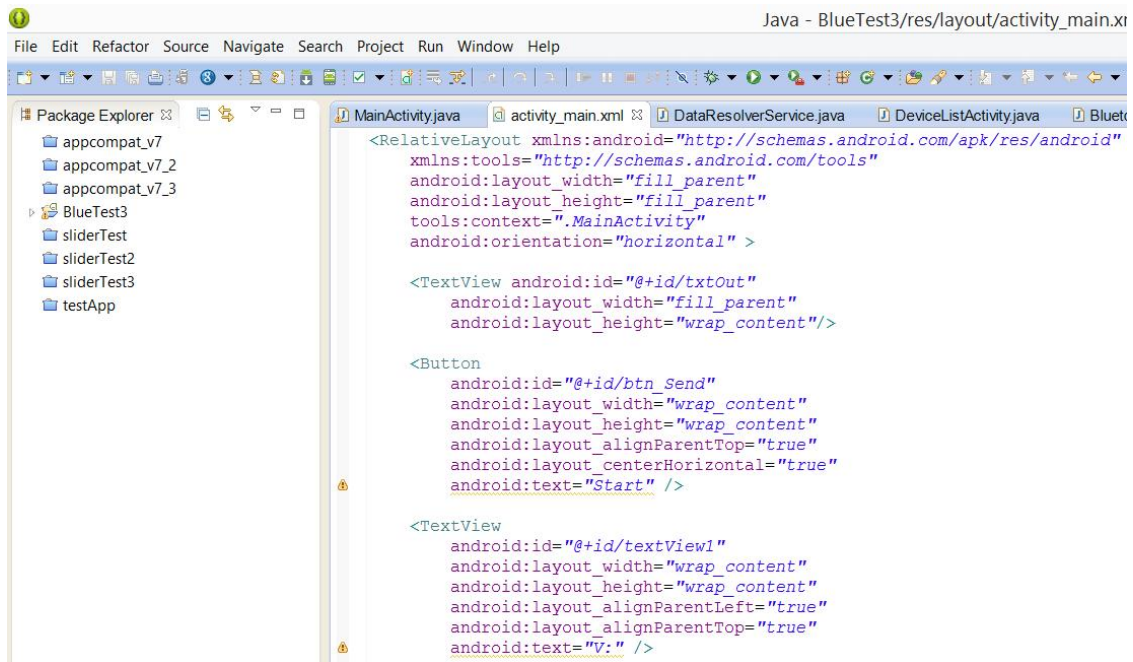 Java - BlueTest3/res/layout/activity_main.xm
File Edit Refactor Source Navigate Search Project Run Window Help
Package Explorer
MainActivity.java activity_main.xml DataResolverService.java DeviceListActivity.java Bluet
appcompat_v7
appcompat_v7_2
appcompat_v7_3
BlueTest3
sliderTest
sliderTest2
sliderTest3
testApp
<RelativeLayout xmlns:android="http://schemas.android.com/apk/res/android"
xmlns:tools="http://schemas.android.com/tools"
android:layout_width="fill_parent"
android:layout_height="fill_parent"
tools:context=".MainActivity"
android:orientation="horizontal" >
<TextView android:id="@+id/txtOut"
android:layout_width="fill_parent"
android:layout_height="wrap_content"/>
<Button
android:id="@+id/btn_Send"
android:layout_width="wrap_content"
android:layout_height="wrap_content"
android:layout_alignParentTop="true"
android:layout_centerHorizontal="true"
android:text="Start" />
<TextView
android:id="@+id/textView1"
android:layout_width="wrap_content"
android:layout_height="wrap_content"
android:layout_alignParentLeft="true"
android:layout_alignParentTop="true"
android:text="V:" />